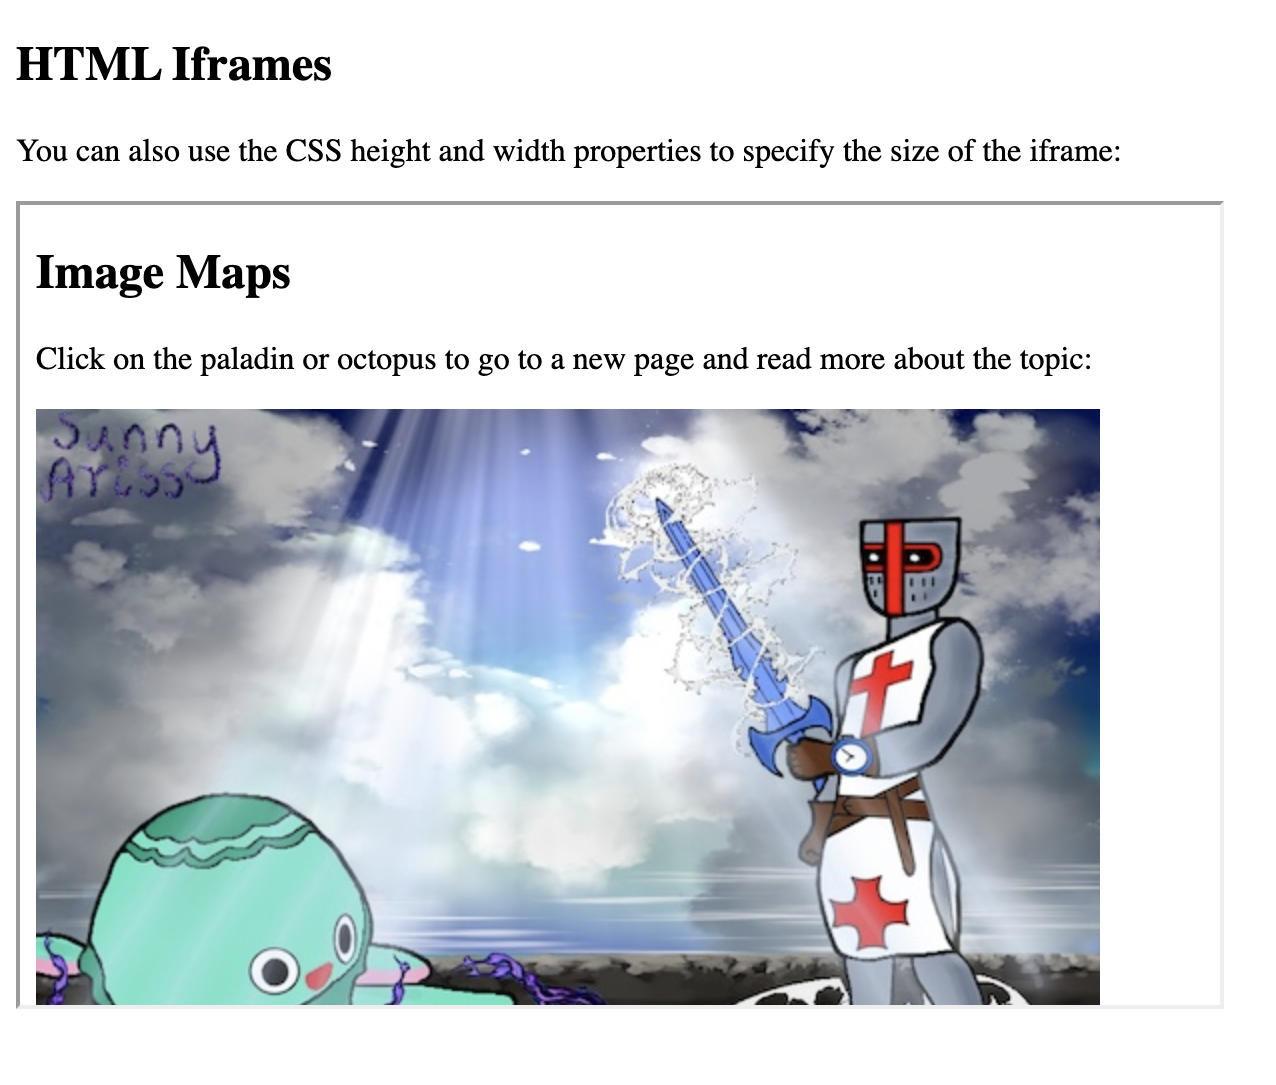 HTML Iframes
You can also use the CSS height and width properties to specify the size of the iframe:
Image Maps
Click on the paladin or octopus to go to a new page and read more about the topic:
Sunny